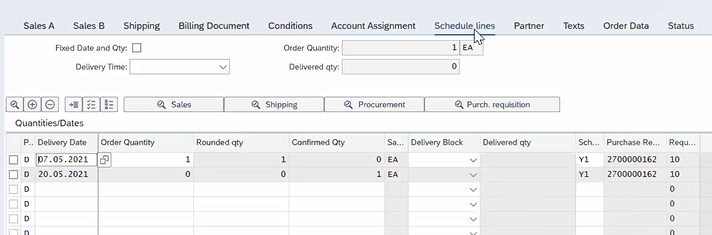 Sales A Sales B Shipping Billing Document Conditions Account Assignment Schedule lines Partner Texts Order Data Status
Fixed Date and Qty: Order Quantity: 1 EA
Delivery Time: Delivered qty: 0
Sales Shipping Procurement Purch. requisition
Quantities/Dates
P.. Delivery Date Order Quantity Rounded qty Confirmed Qty Sa... Delivery Block Delivered qty Sch... Purchase Re... Requ...
D 07.05.2021 1 1 0 EA Y1 2700000162 10
D 20.05.2021 0 0 1 EA Y1 2700000162 10
D 0
D 0
D 0
D 0